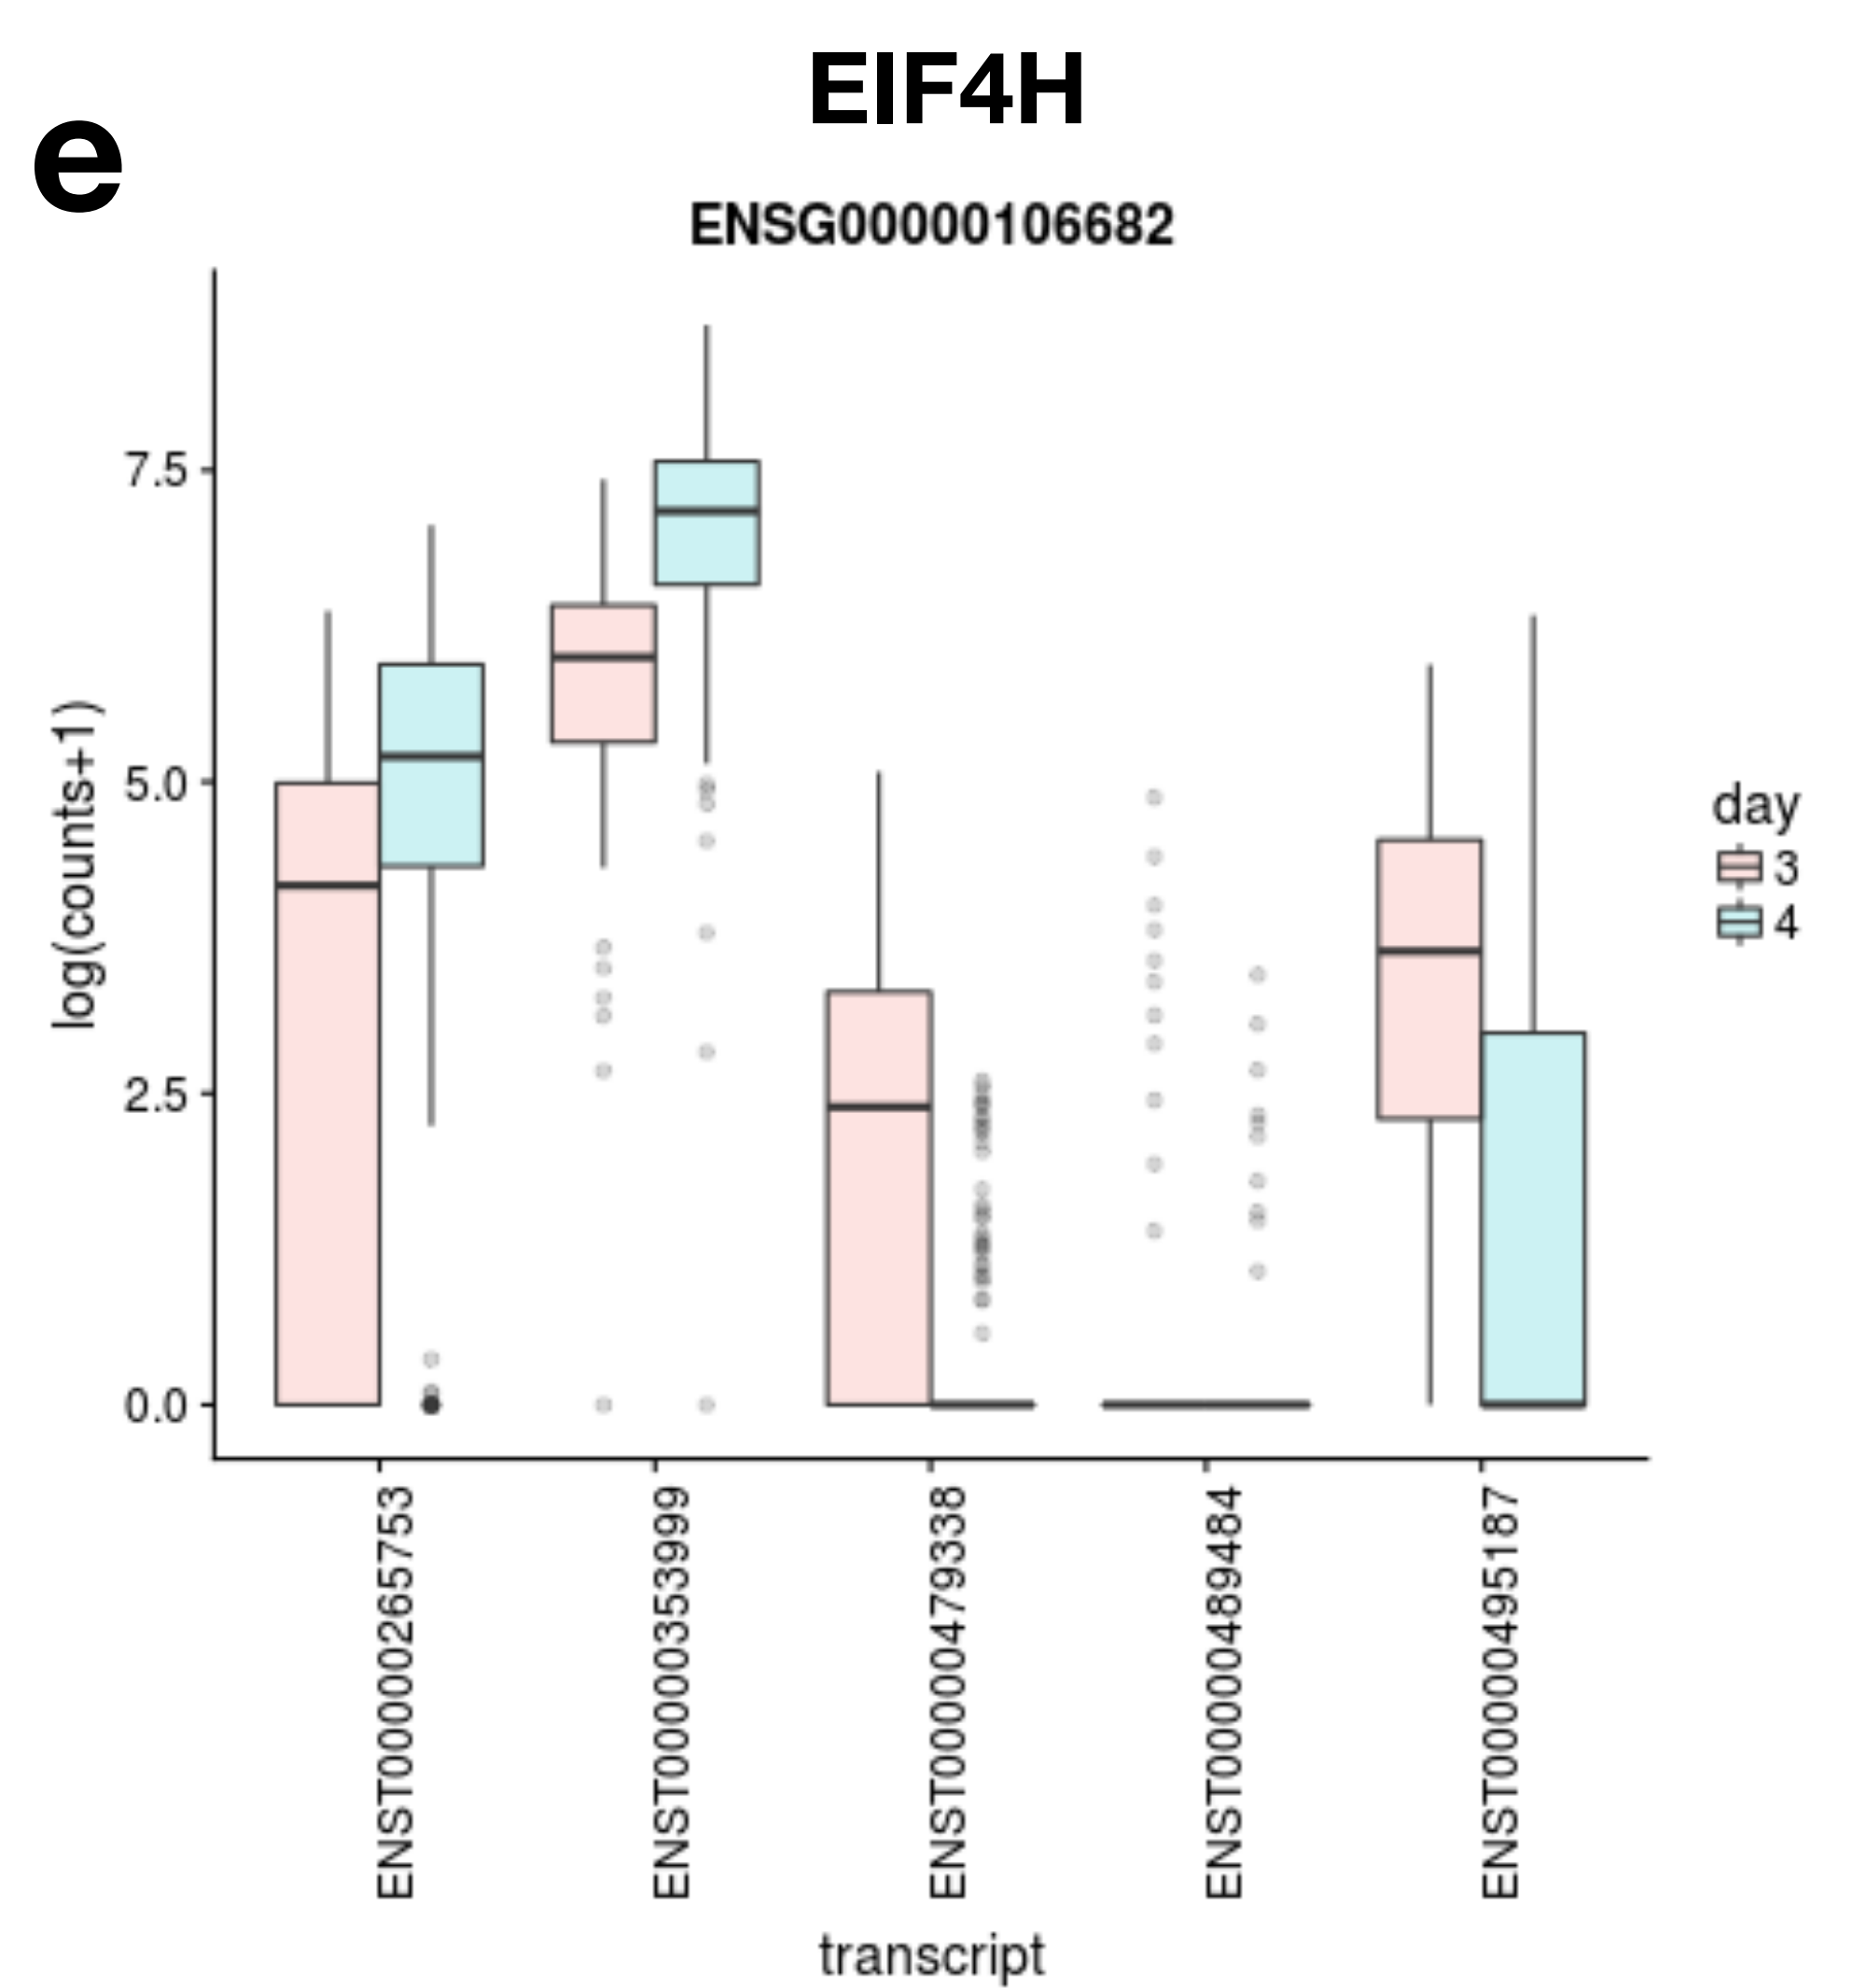 EIF4H
e
ENSG00000106682
7.5
5.0
2.5
0.0
log(counts+1)
day
3
4
ENST00000265753
ENST00000353999
ENST00000479338
ENST00000489484
ENST00000495187
transcript